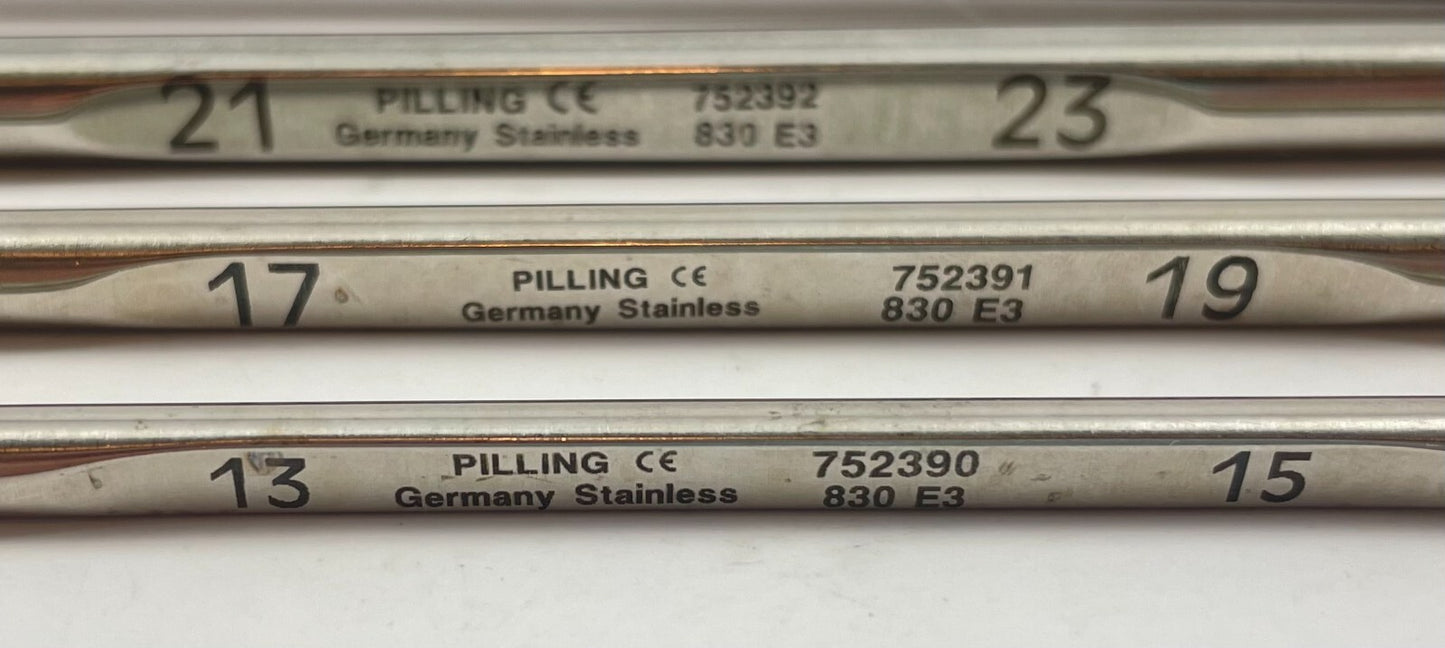 21 PILLING CE 752392 23
Germany Stainless 830 E3
17 PILLING CE 752391 19
Germany Stainless 830 E3
13 PILLING CE 752390 15
Germany Stainless 830 E3